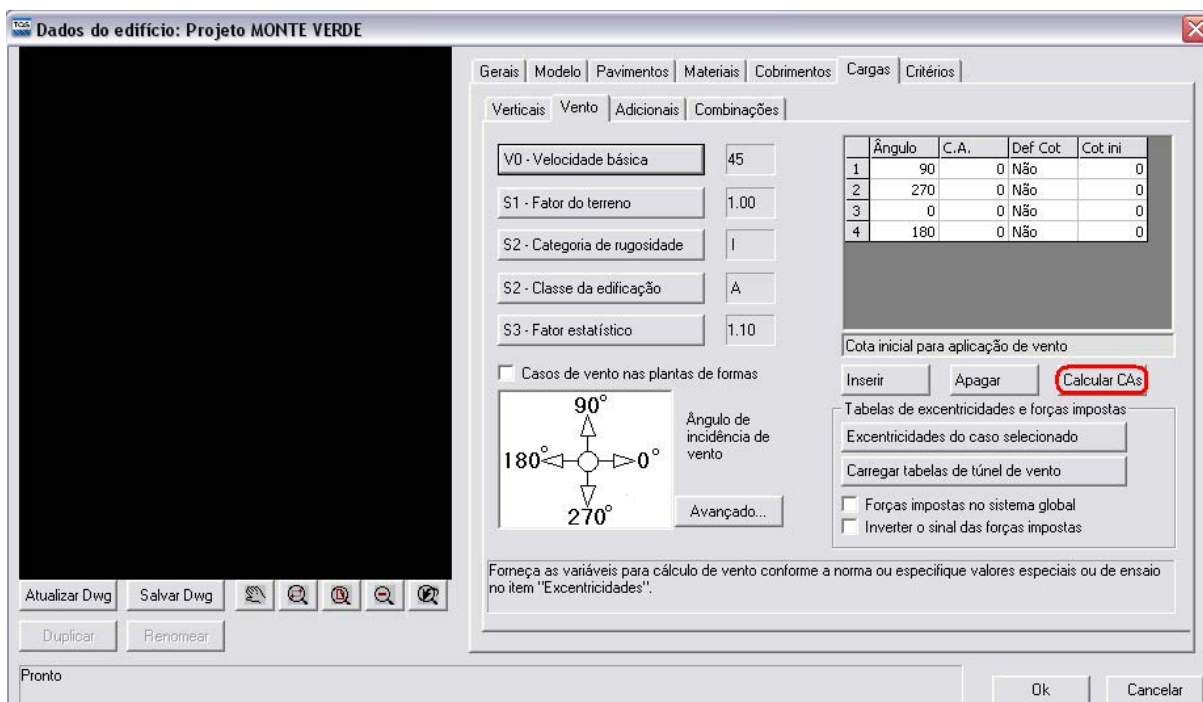 TQS Dados do edifício: Projeto MONTE VERDE
Gerais Modelo Pavimentos Materiais Cobrimentos Cargas Critérios
Verticais Vento Adicionais Combinações
V0 - Velocidade básica 45
S1 - Fator do terreno 1.00
S2 - Categoria de rugosidade I
S2 - Classe da edificação A
S3 - Fator estatístico 1.10
Casos de vento nas plantas de formas
90°
180° 0°
270°
Ângulo de
incidência de
vento
Avançado...
Ângulo C.A. Def Cot Cot ini
1 90 0 Não 0
2 270 0 Não 0
3 0 0 Não 0
4 180 0 Não 0
Cota inicial para aplicação de vento
Inserir Apagar Calcular CAs
Tabelas de excentricidades e forças impostas
Excentricidades do caso selecionado
Carregar tabelas de túnel de vento
Forças impostas no sistema global
Inverter o sinal das forças impostas
Forneça as variáveis para cálculo de vento conforme a norma ou especifique valores especiais ou de ensaio
no item "Excentricidades".
Atualizar Dwg Salvar Dwg
Duplicar Renomear
Pronto
Ok Cancelar